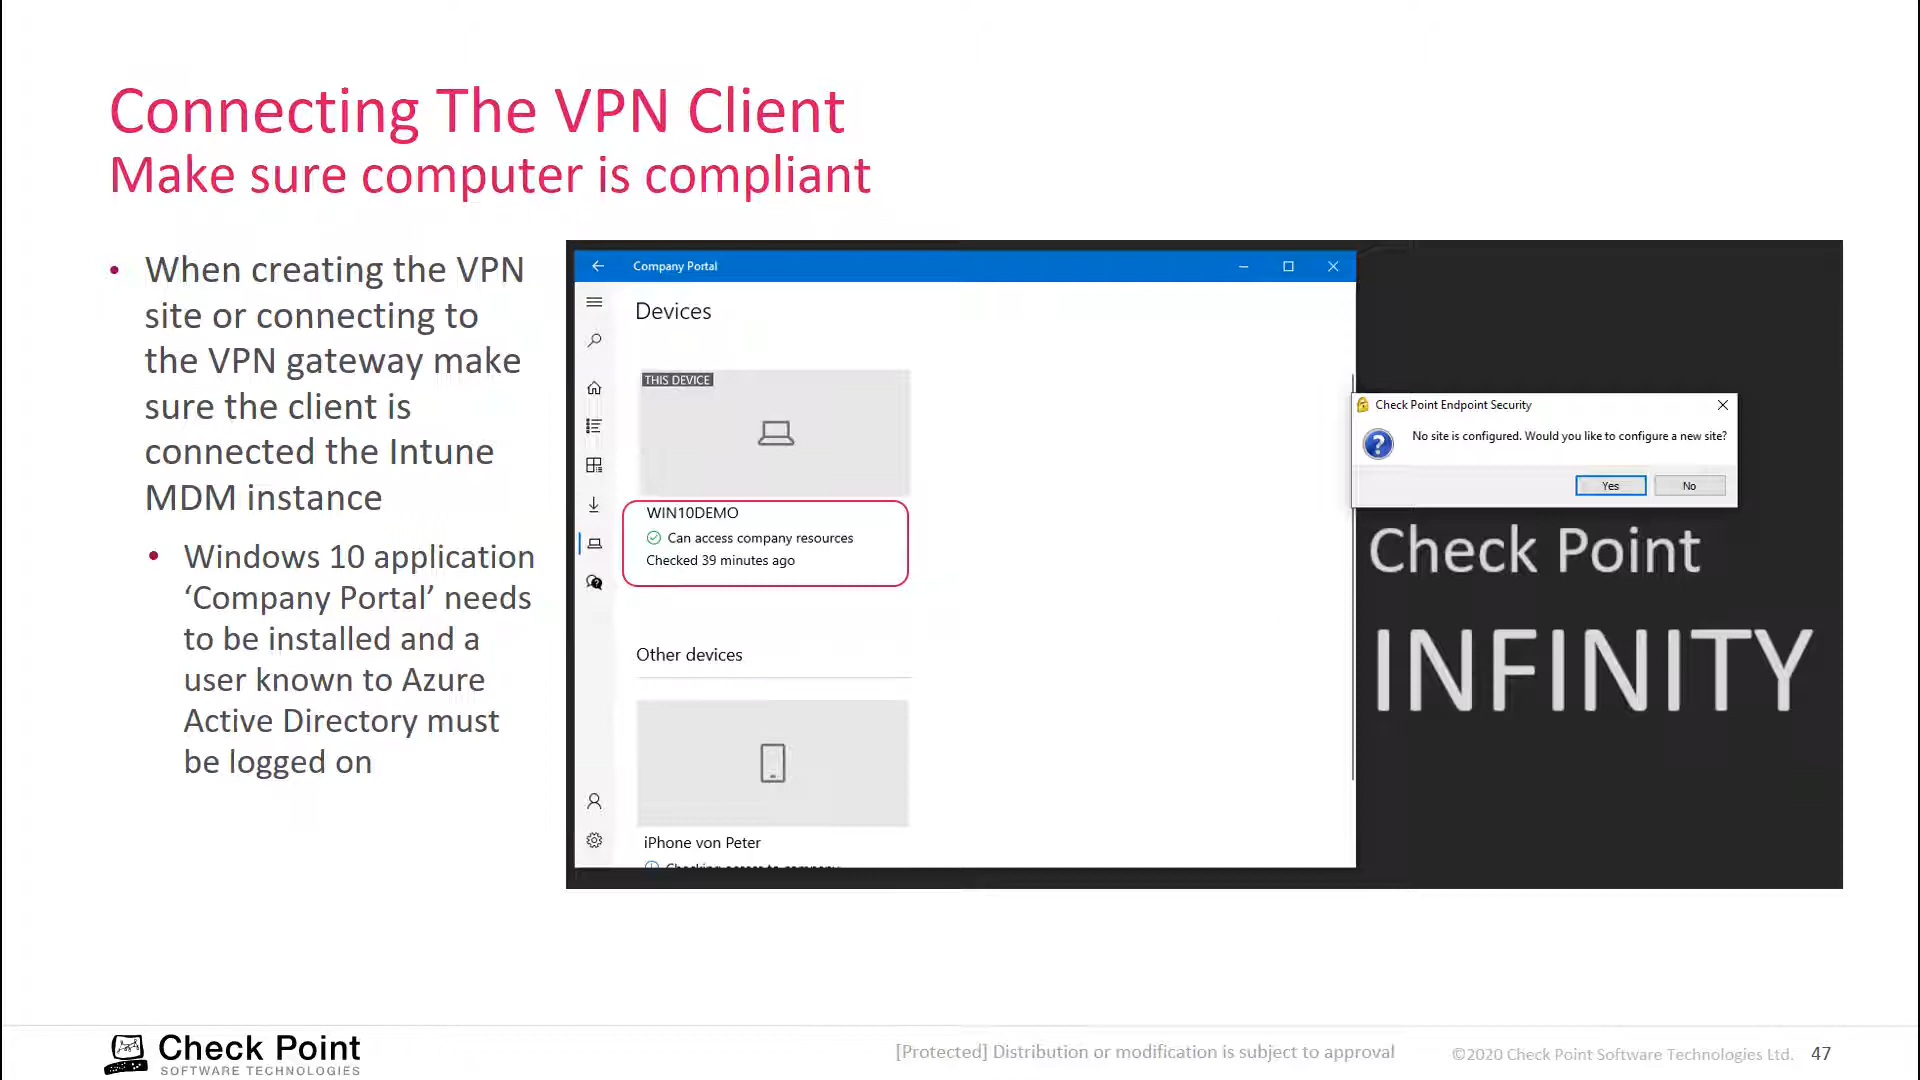 Connecting The VPN Client
Make sure computer is compliant
• When creating the VPN
site or connecting to
the VPN gateway make
sure the client is
connected the Intune
MDM instance
• Windows 10 application
‘Company Portal’ needs
to be installed and a
user known to Azure
Active Directory must
be logged on
Company Portal
Devices
THIS DEVICE
WIN10DEMO
Can access company resources
Checked 39 minutes ago
Other devices
iPhone von Peter
Checking access to company
Check Point Endpoint Security
No site is configured. Would you like to configure a new site?
Yes
No
Check Point
INFINITY
Check Point
SOFTWARE TECHNOLOGIES
[Protected] Distribution or modification is subject to approval
©2020 Check Point Software Technologies Ltd.
47